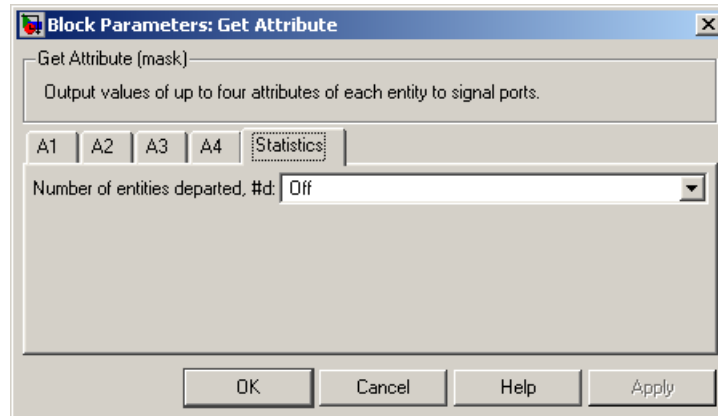 Block Parameters: Get Attribute
Get Attribute (mask)
Output values of up to four attributes of each entity to signal ports.
A1 A2 A3 A4 Statistics
Number of entities departed, #d: Off
OK Cancel Help Apply